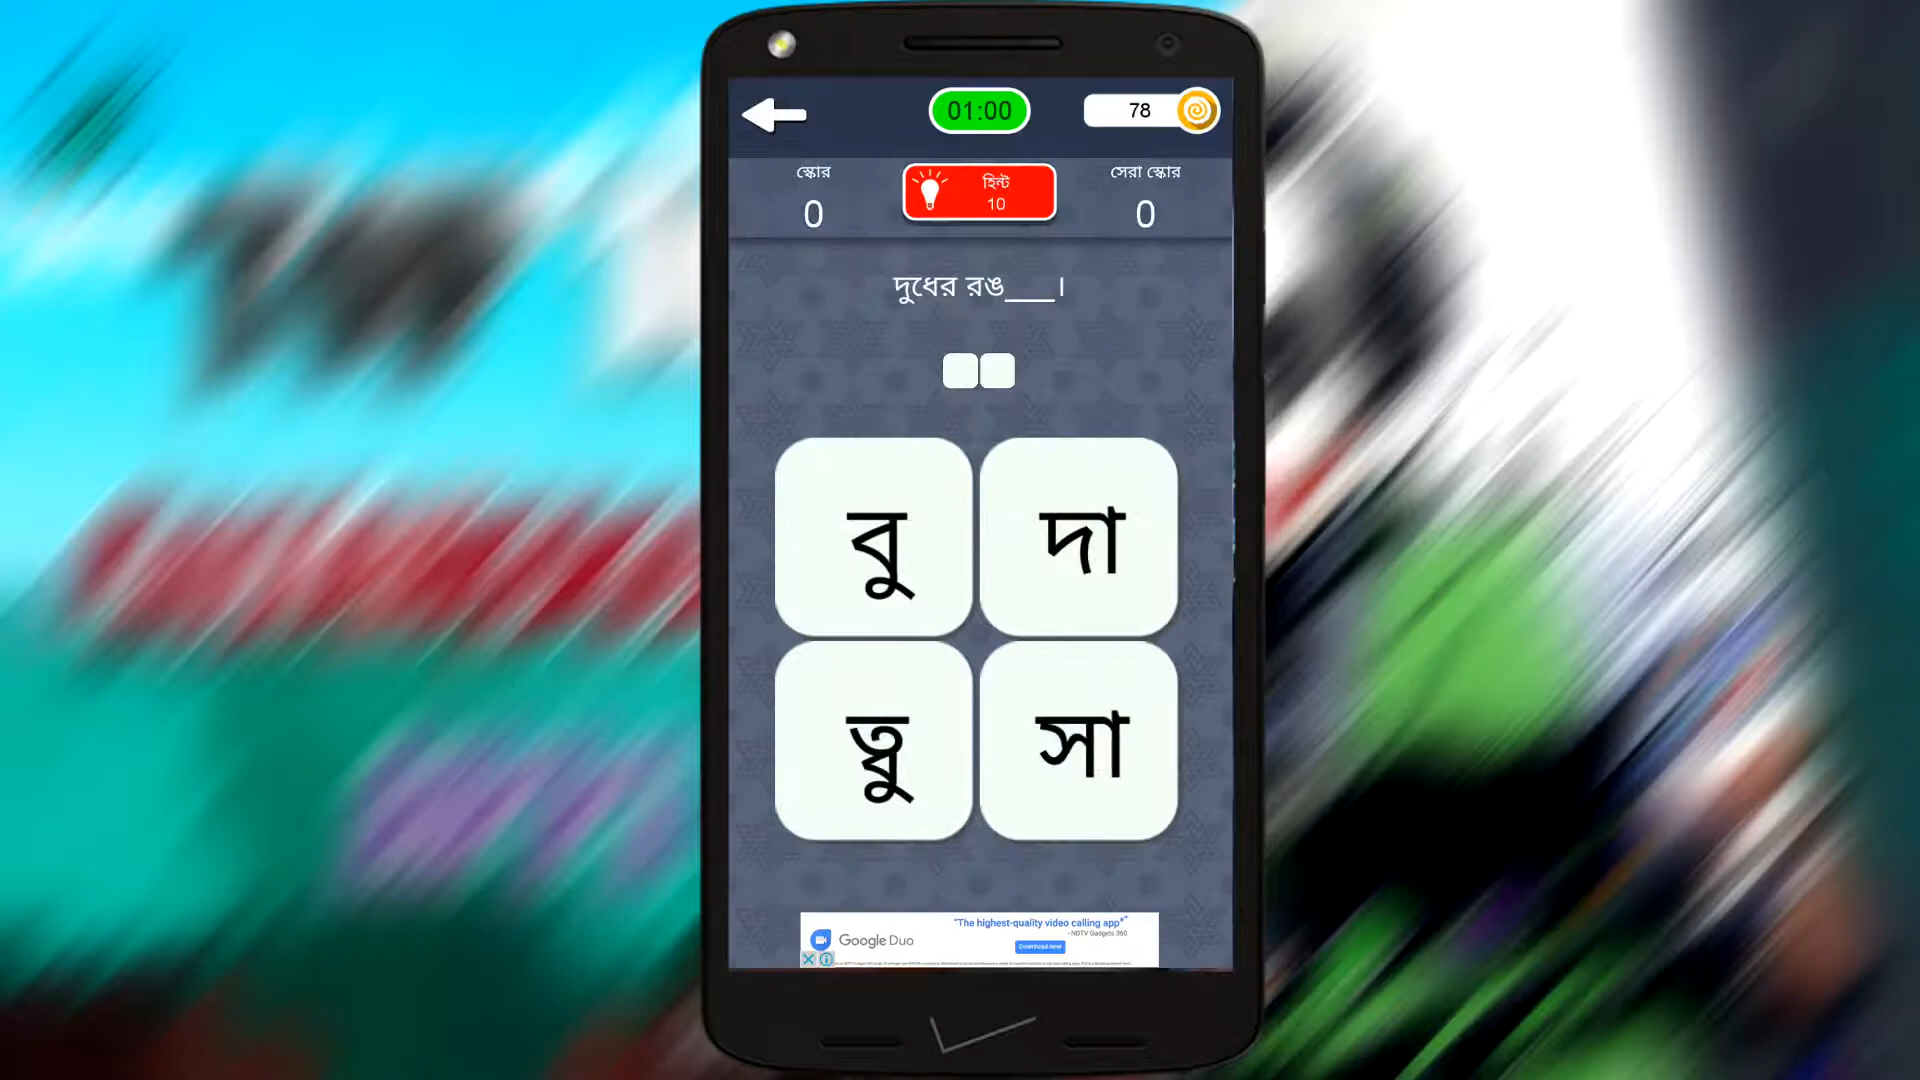 01:00
78
স্কোর
0
হিন্ট
10
সেরা স্কোর
0
দুধের রঙ___।
বু
দা
ত্থু
সা
Google Duo
"The highest-quality video calling app*"
- NDTV Gadgets 360
Download now